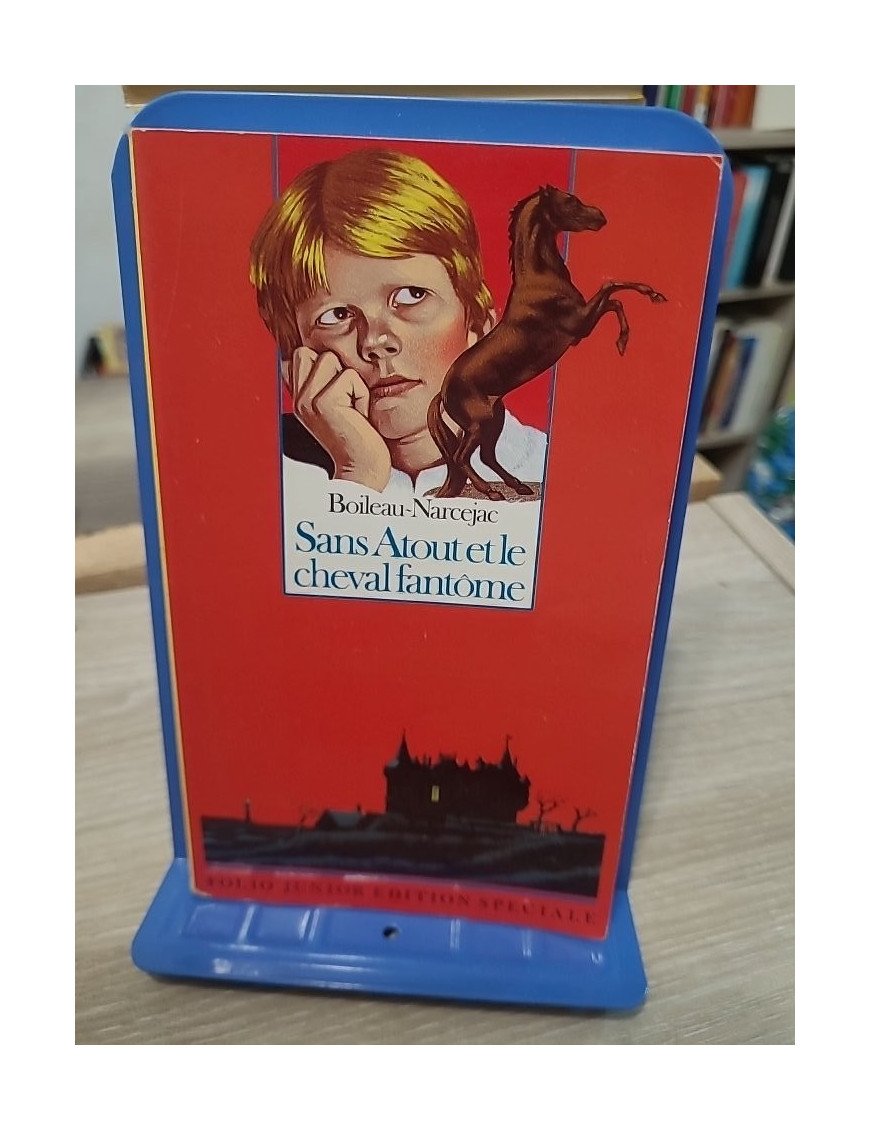 Boileau-Narcejac
Sans Atout et le
cheval fantôme
FOLIO JUNIOR EDITION SPECIALE